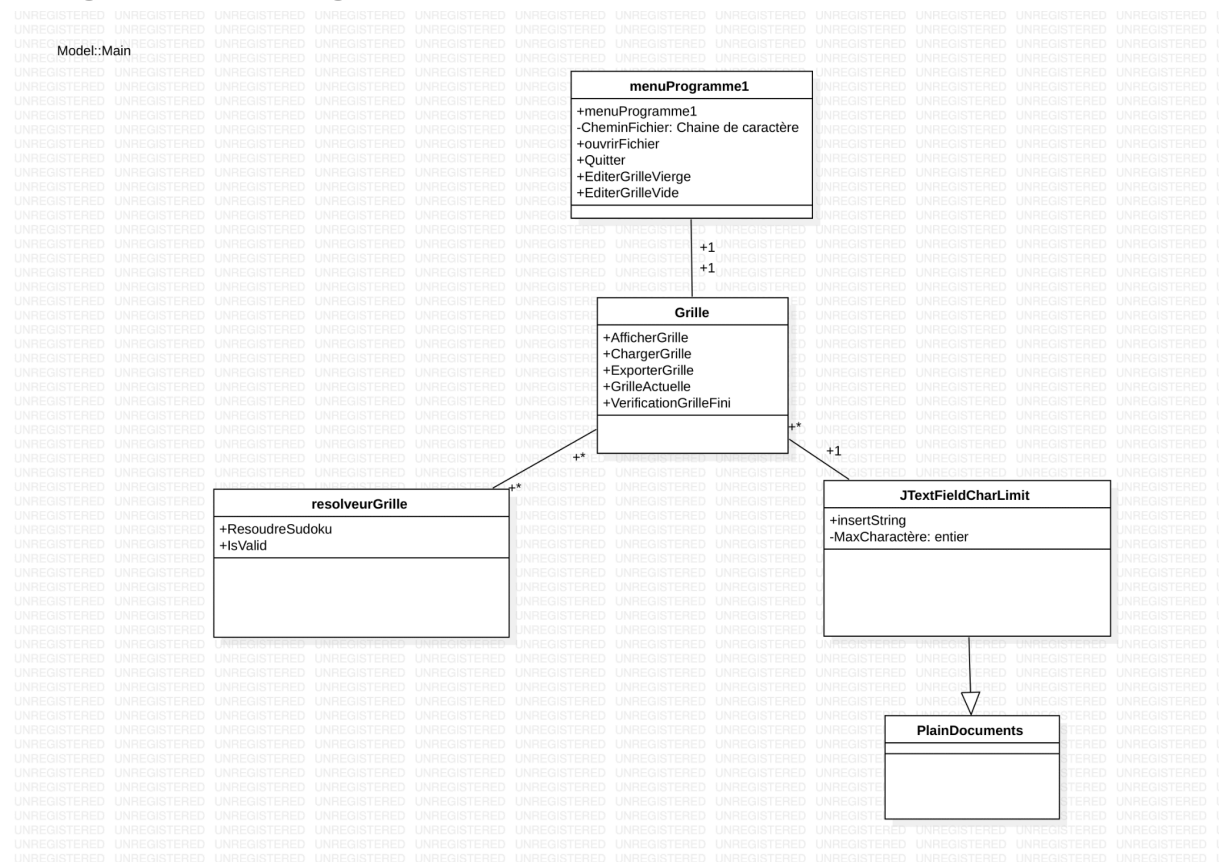 Model::Main
menuProgramme1
+menuProgramme1
-CheminFichier: Chaine de caractère
+ouvrirFichier
+Quitter
+EditerGrilleVierge
+EditerGrilleVide
+1
+1
Grille
+AfficherGrille
+ChargerGrille
+ExporterGrille
+GrilleActuelle
+VerificationGrilleFini
+*
+1
+*
+*
resolveurGrille
+ResoudreSudoku
+IsValid
JTextFieldCharLimit
+insertString
-MaxCharactère: entier
PlainDocuments